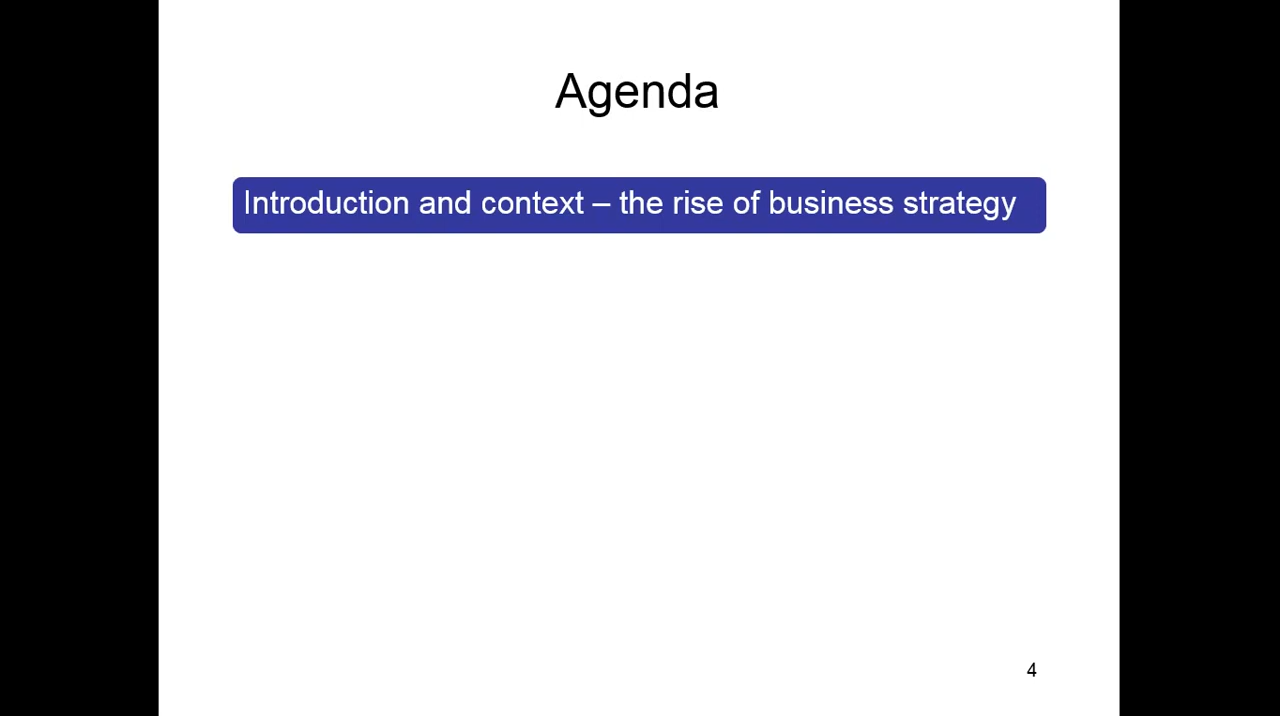 Agenda
Introduction and context – the rise of business strategy
4